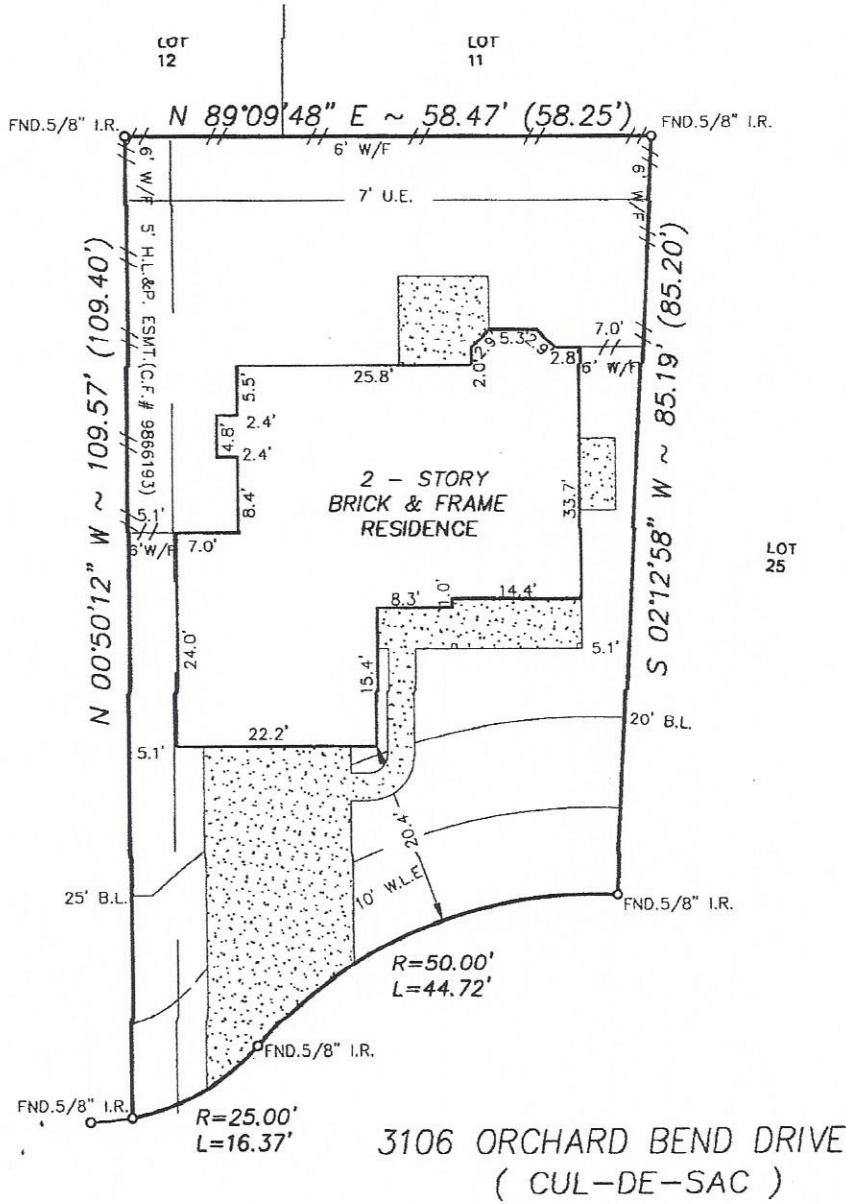 LOT
12
LOT
11
N 89°09'48" E ~ 58.47' (58.25')
FND.5/8" I.R.
FND.5/8" I.R.
6' W/F
7' U.E.
6' W/F
5' H.L.&P. ESMT.(C.F.# 9866193)
6' W/F
N 00°50'12" W ~ 109.57' (109.40')
S 02°12'58" W ~ 85.19' (85.20')
7.0'
6' W/F
25.8'
2.0'
2.9'
5.3'
2.9'
2.8'
5.5'
2.4'
4.8'
2.4'
8.4'
2 - STORY
BRICK & FRAME
RESIDENCE
33.7'
5.1'
6'W/F
7.0'
LOT
25
24.0'
8.3'
1.0'
14.4'
15.4'
5.1'
22.2'
5.1'
20' B.L.
20.4'
10' W.L.E
25' B.L.
FND.5/8" I.R.
R=50.00'
L=44.72'
FND.5/8" I.R.
FND.5/8" I.R.
R=25.00'
L=16.37'
3106 ORCHARD BEND DRIVE
( CUL-DE-SAC )